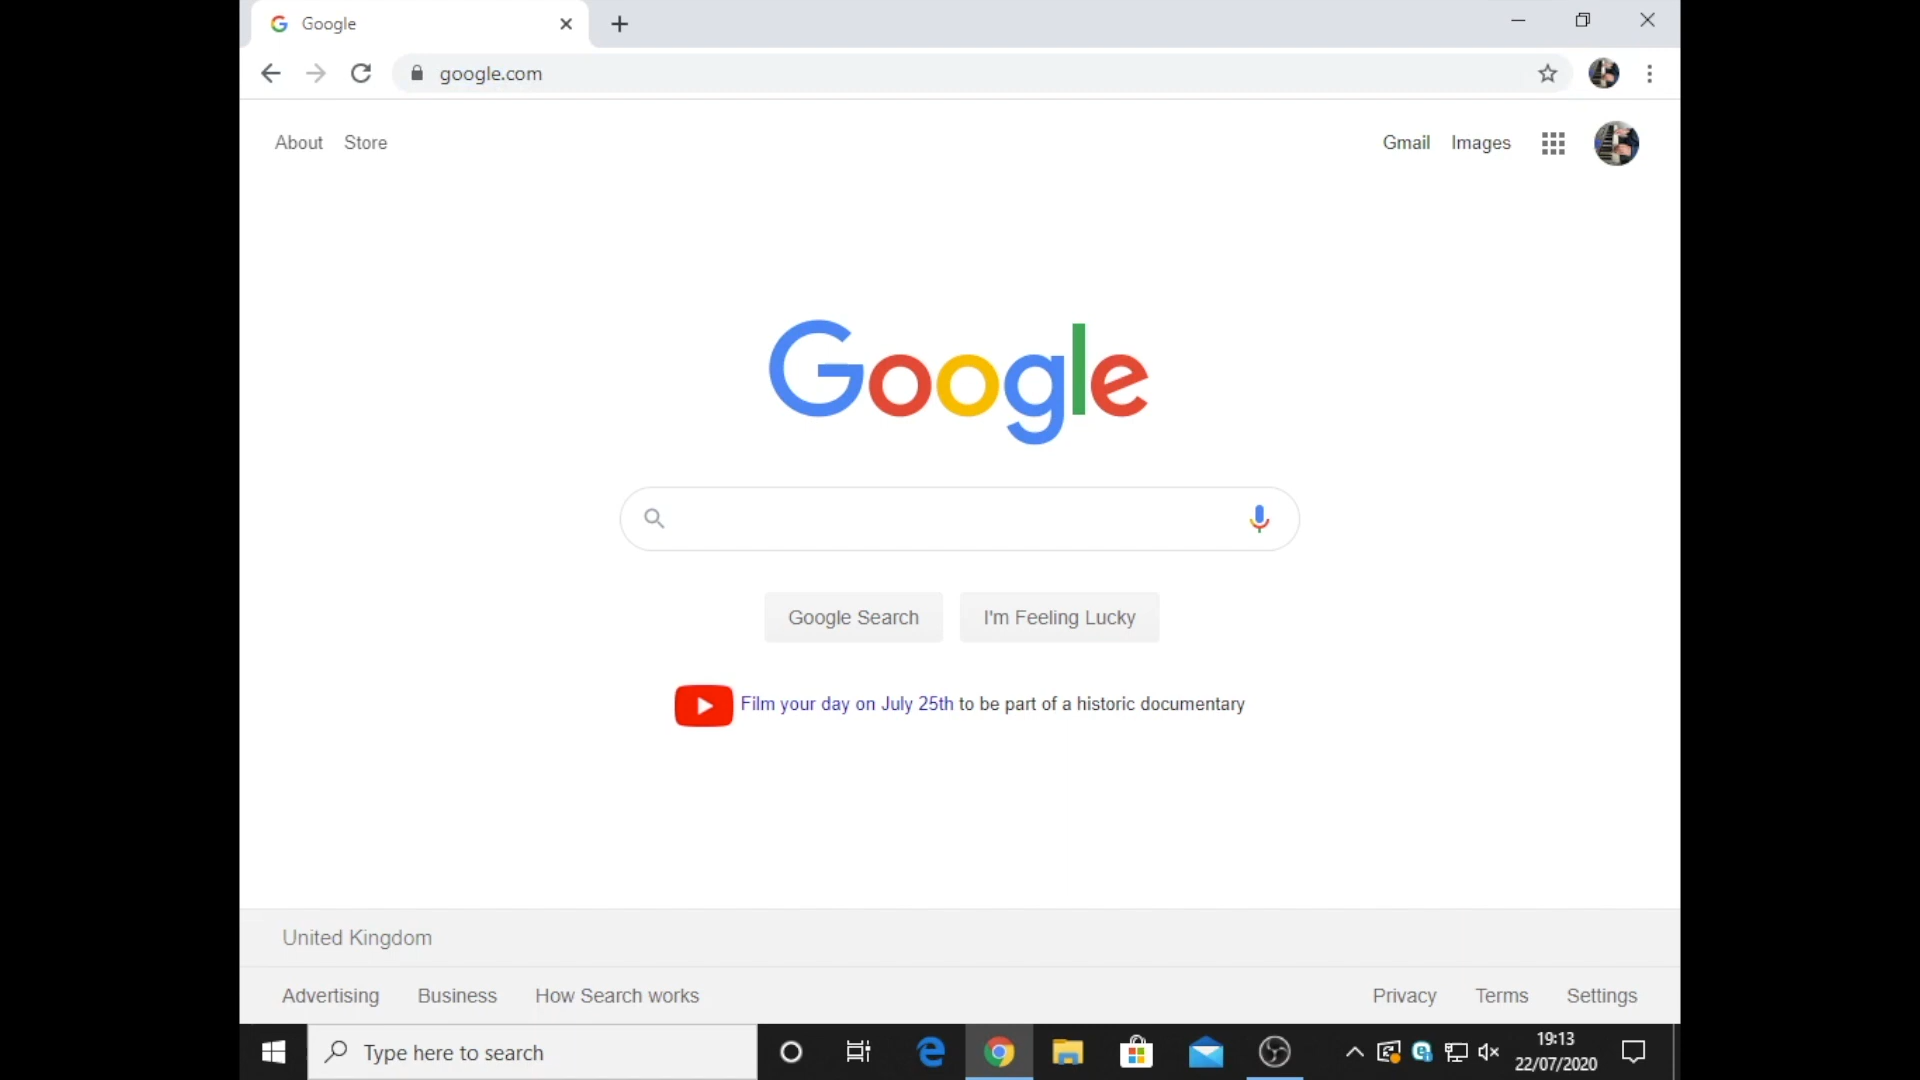 Google
google.com
About Store
Gmail Images
Google
Google Search
I'm Feeling Lucky
Film your day on July 25th to be part of a historic documentary
United Kingdom
Advertising Business How Search works
Privacy Terms Settings
Type here to search
19:13
22/07/2020